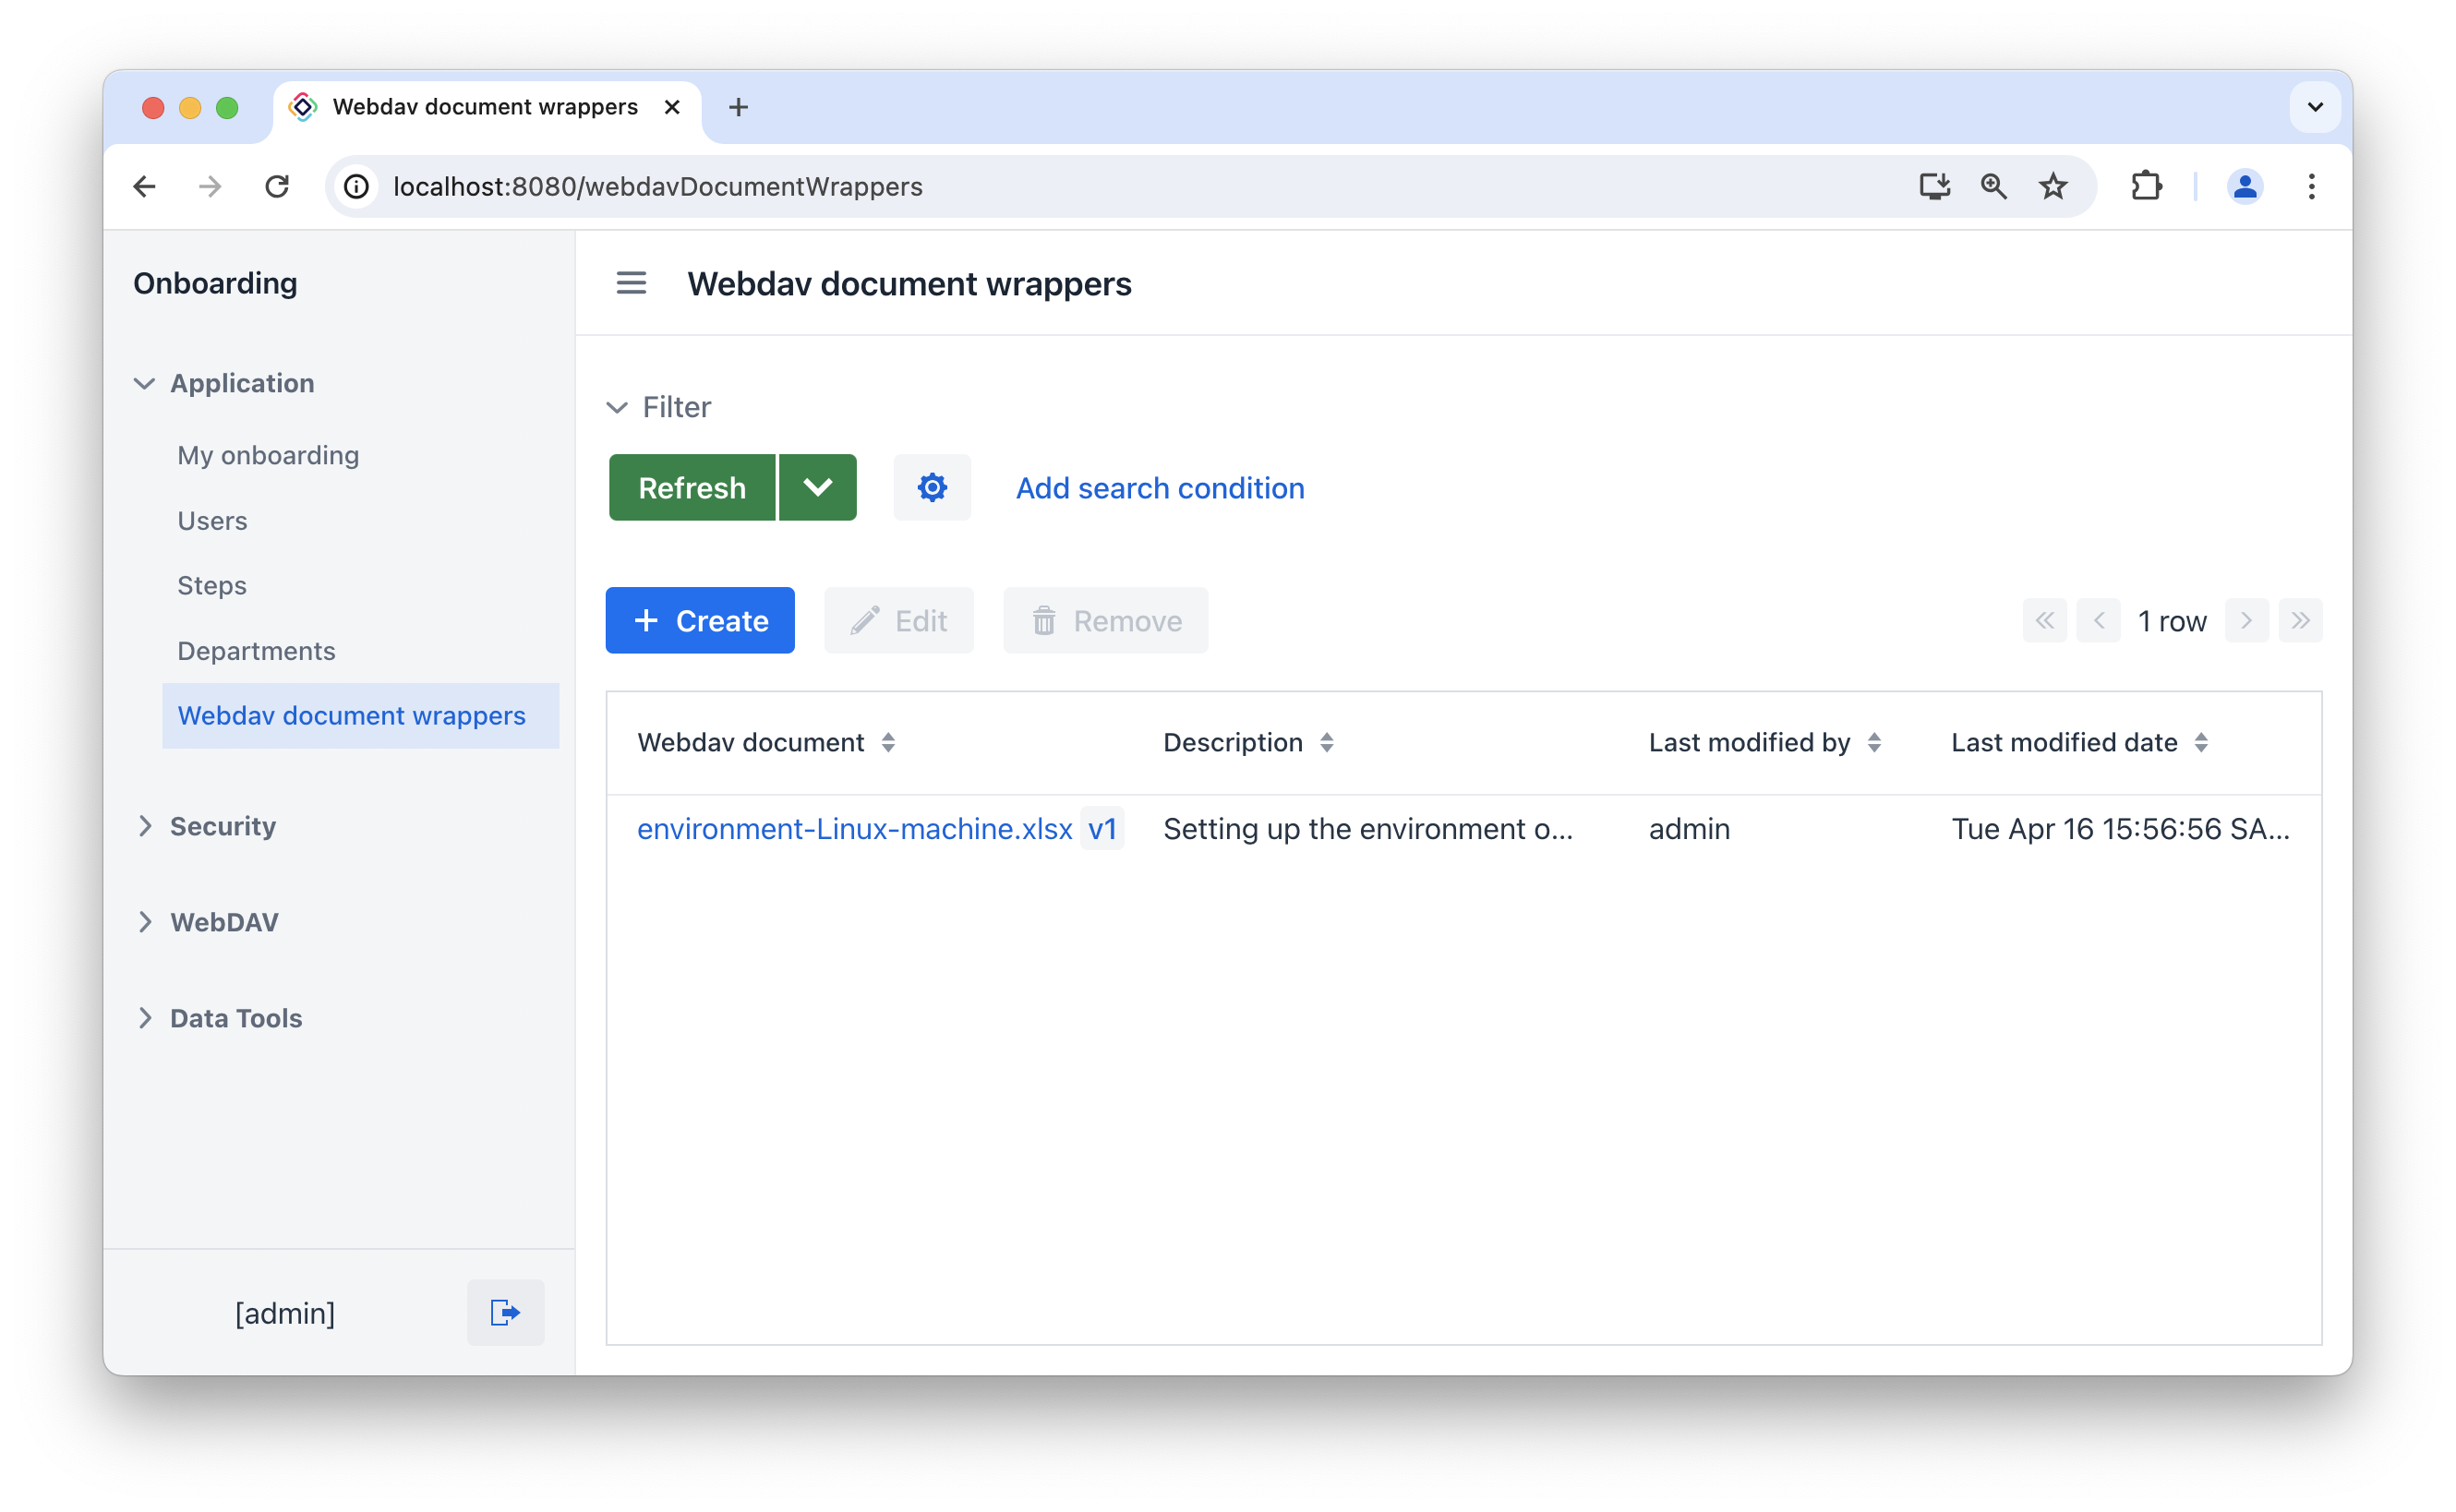 Webdav document wrappers
localhost:8080/webdavDocumentWrappers
Onboarding
Application
My onboarding
Users
Steps
Departments
Webdav document wrappers
Security
WebDAV
Data Tools
[admin]
Webdav document wrappers
Filter
Refresh
Add search condition
Create Edit Remove 1 row
Webdav document Description Last modified by Last modified date
environment-Linux-machine.xlsx v1 Setting up the environment o... admin Tue Apr 16 15:56:56 SA...